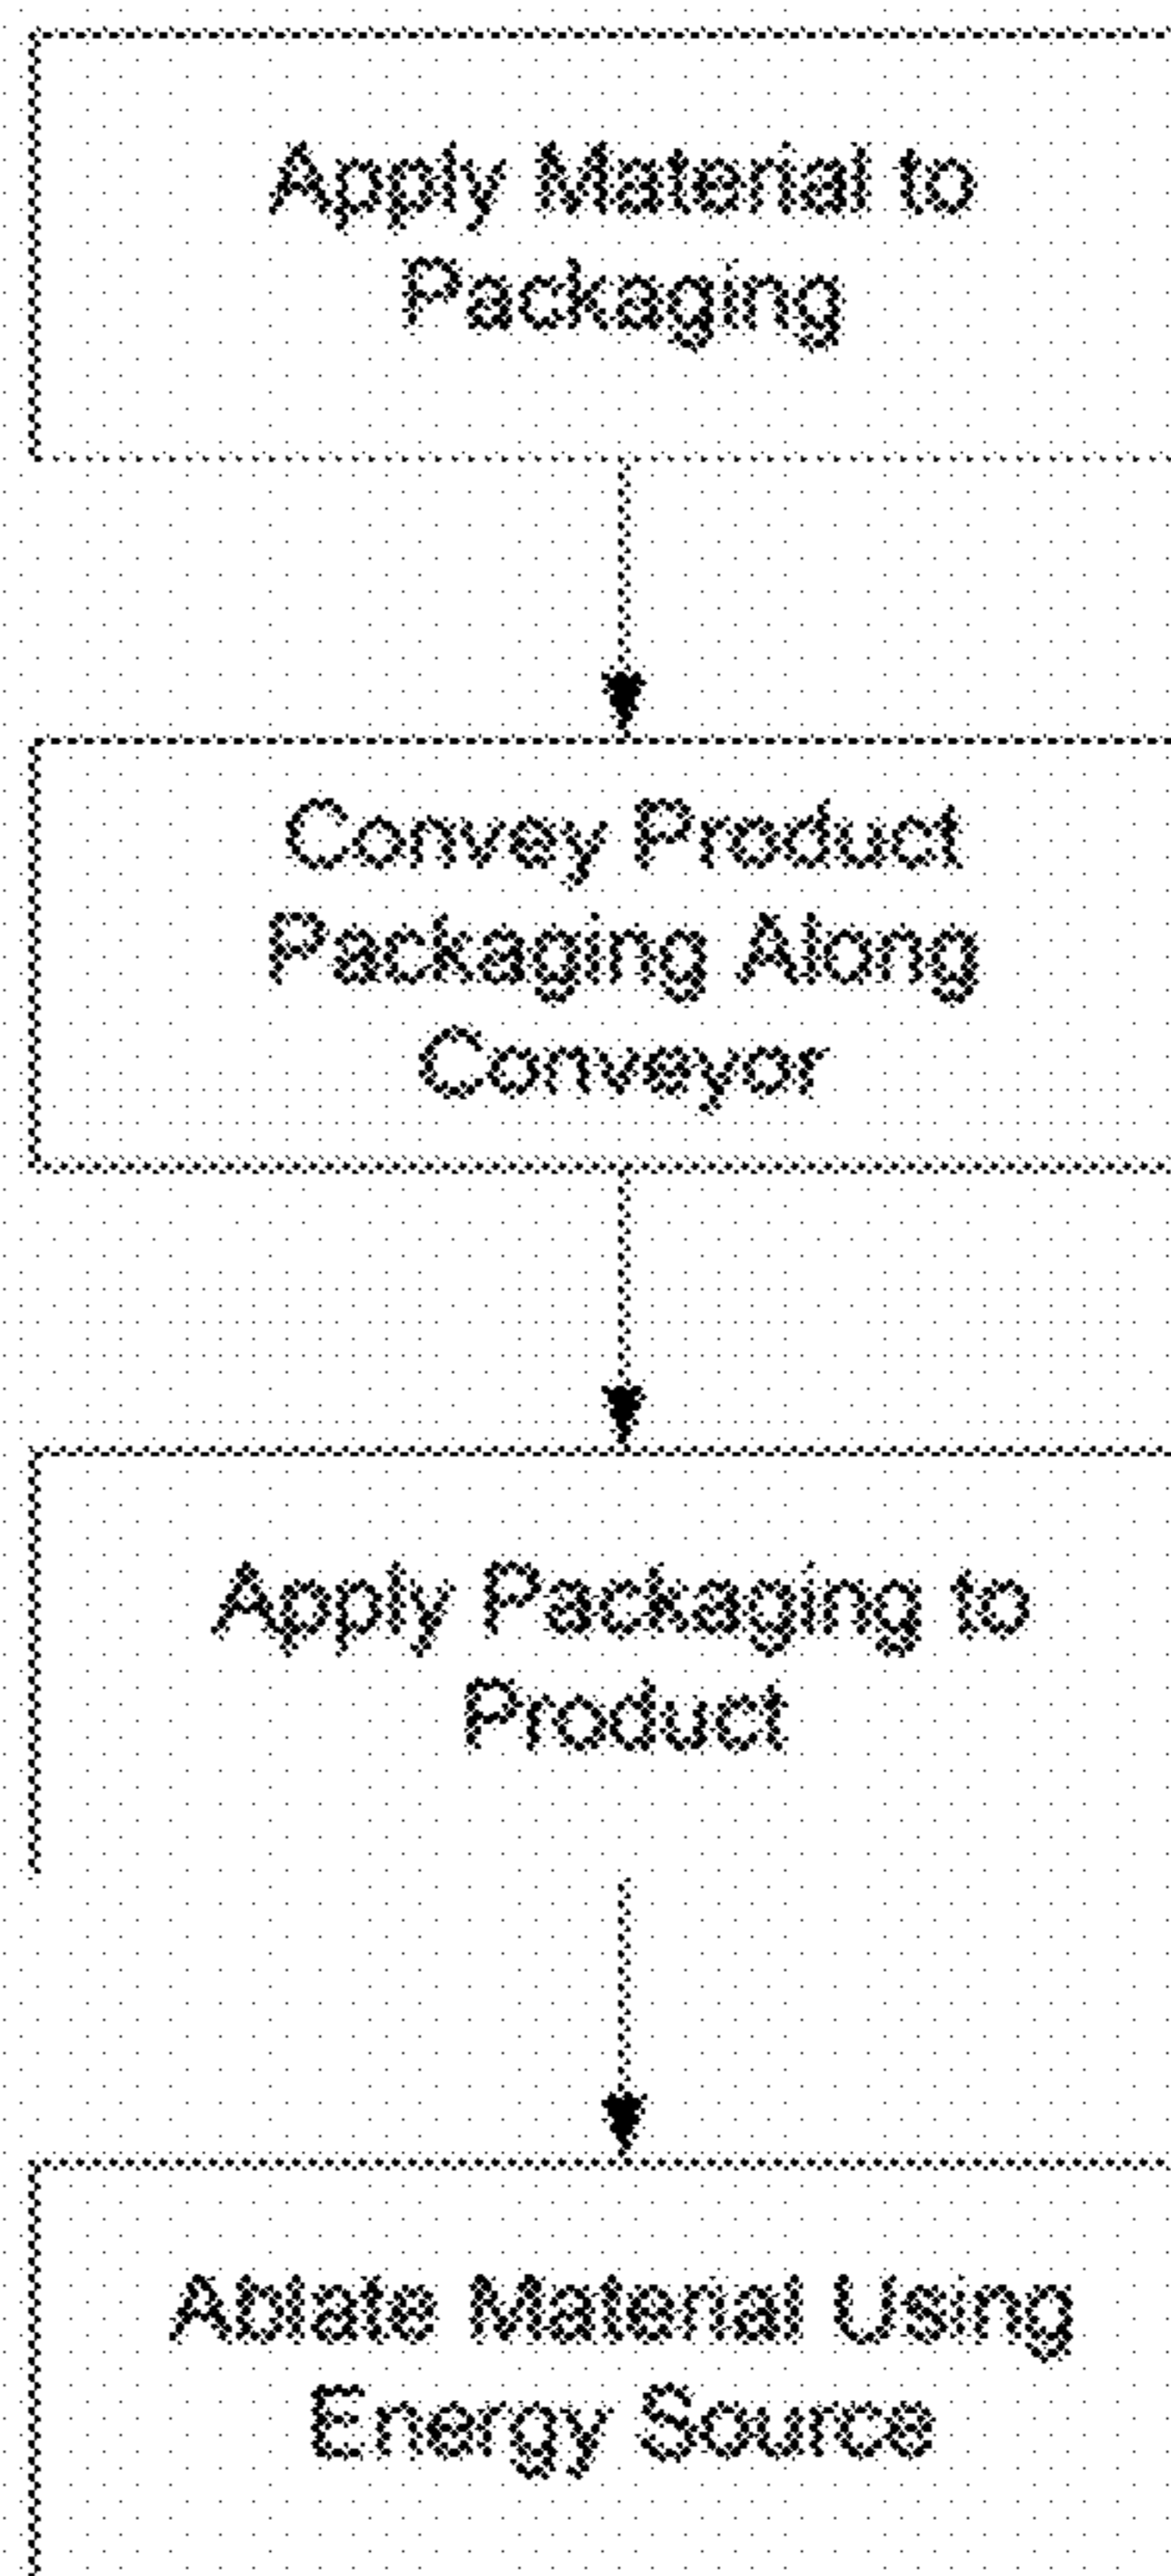 Apply Material to
Packaging
Convey Product
Packaging Along
Conveyor
Apply Packaging to
Product
Ablate Material Using
Energy Source